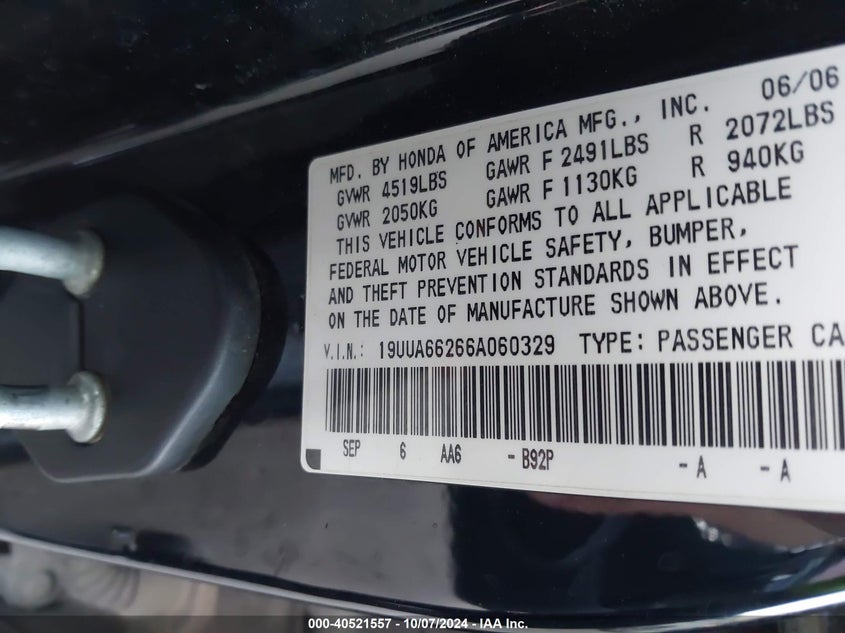 MFD. BY HONDA OF AMERICA MFG., INC. 06/06
GVWR 4519LBS GAWR F 2491LBS R 2072LBS
GVWR 2050KG GAWR F 1130KG R 940KG
THIS VEHICLE CONFORMS TO ALL APPLICABLE
FEDERAL MOTOR VEHICLE SAFETY, BUMPER,
AND THEFT PREVENTION STANDARDS IN EFFECT
ON THE DATE OF MANUFACTURE SHOWN ABOVE.
V.I.N.: 19UUA66266A060329 TYPE: PASSENGER CA
SEP 6 AA6 - B92P - A - A
000-40521557 - 10/07/2024 - IAAI Holdings, Inc.